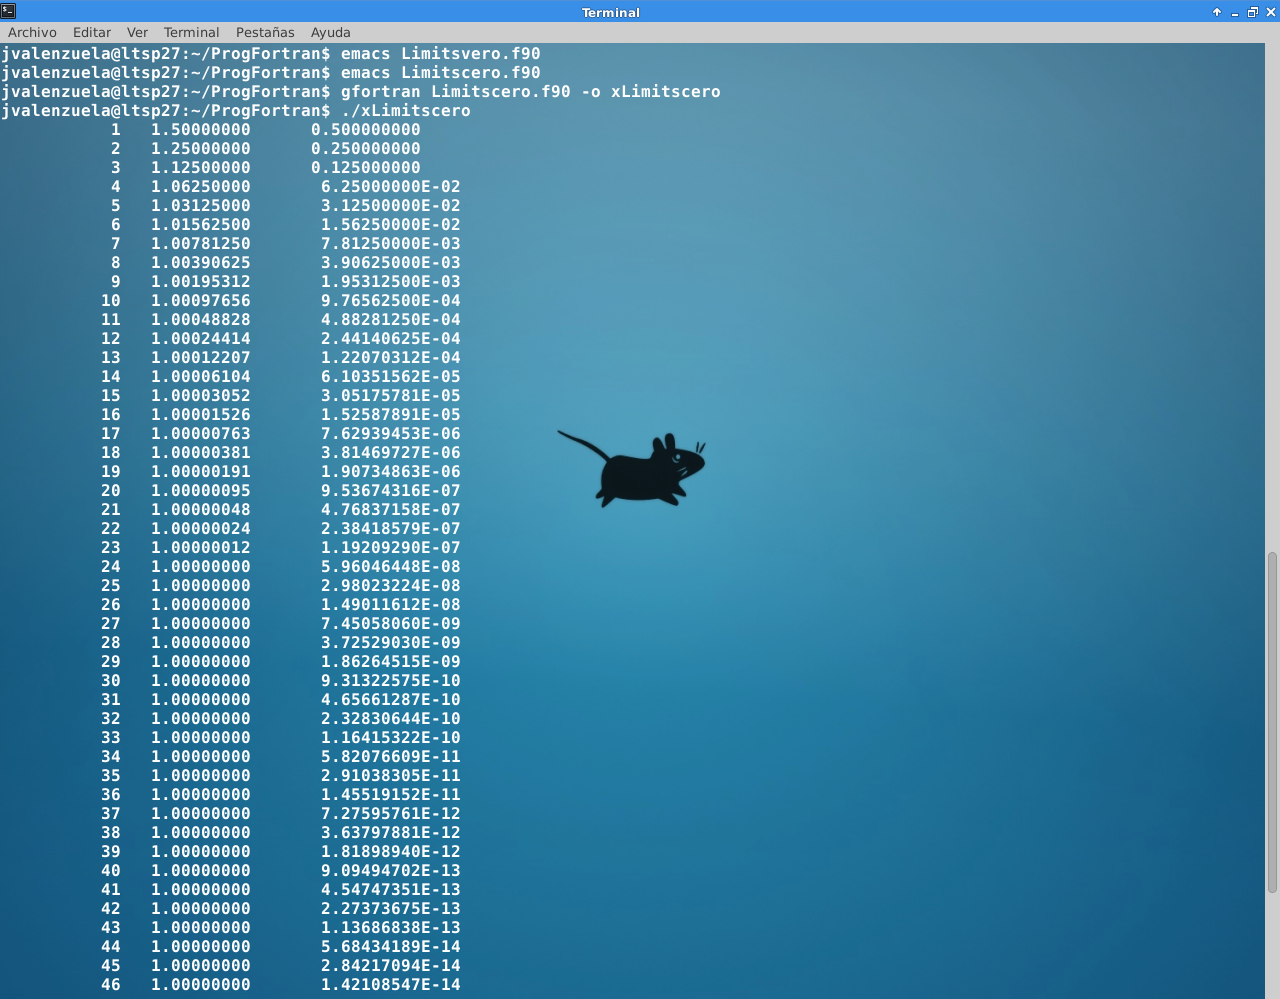 Terminal
Archivo Editar Ver Terminal Pestañas Ayuda
jvalenzuela@ltsp27:~/ProgFortran$ emacs Limitsvero.f90
jvalenzuela@ltsp27:~/ProgFortran$ emacs Limitscero.f90
jvalenzuela@ltsp27:~/ProgFortran$ gfortran Limitscero.f90 -o xLimitscero
jvalenzuela@ltsp27:~/ProgFortran$ ./xLimitscero
1 1.50000000 0.500000000
2 1.25000000 0.250000000
3 1.12500000 0.125000000
4 1.06250000 6.25000000E-02
5 1.03125000 3.12500000E-02
6 1.01562500 1.56250000E-02
7 1.00781250 7.81250000E-03
8 1.00390625 3.90625000E-03
9 1.00195312 1.95312500E-03
10 1.00097656 9.76562500E-04
11 1.00048828 4.88281250E-04
12 1.00024414 2.44140625E-04
13 1.00012207 1.22070312E-04
14 1.00006104 6.10351562E-05
15 1.00003052 3.05175781E-05
16 1.00001526 1.52587891E-05
17 1.00000763 7.62939453E-06
18 1.00000381 3.81469727E-06
19 1.00000191 1.90734863E-06
20 1.00000095 9.53674316E-07
21 1.00000048 4.76837158E-07
22 1.00000024 2.38418579E-07
23 1.00000012 1.19209290E-07
24 1.00000000 5.96046448E-08
25 1.00000000 2.98023224E-08
26 1.00000000 1.49011612E-08
27 1.00000000 7.45058060E-09
28 1.00000000 3.72529030E-09
29 1.00000000 1.86264515E-09
30 1.00000000 9.31322575E-10
31 1.00000000 4.65661287E-10
32 1.00000000 2.32830644E-10
33 1.00000000 1.16415322E-10
34 1.00000000 5.82076609E-11
35 1.00000000 2.91038305E-11
36 1.00000000 1.45519152E-11
37 1.00000000 7.27595761E-12
38 1.00000000 3.63797881E-12
39 1.00000000 1.81898940E-12
40 1.00000000 9.09494702E-13
41 1.00000000 4.54747351E-13
42 1.00000000 2.27373675E-13
43 1.00000000 1.13686838E-13
44 1.00000000 5.68434189E-14
45 1.00000000 2.84217094E-14
46 1.00000000 1.42108547E-14